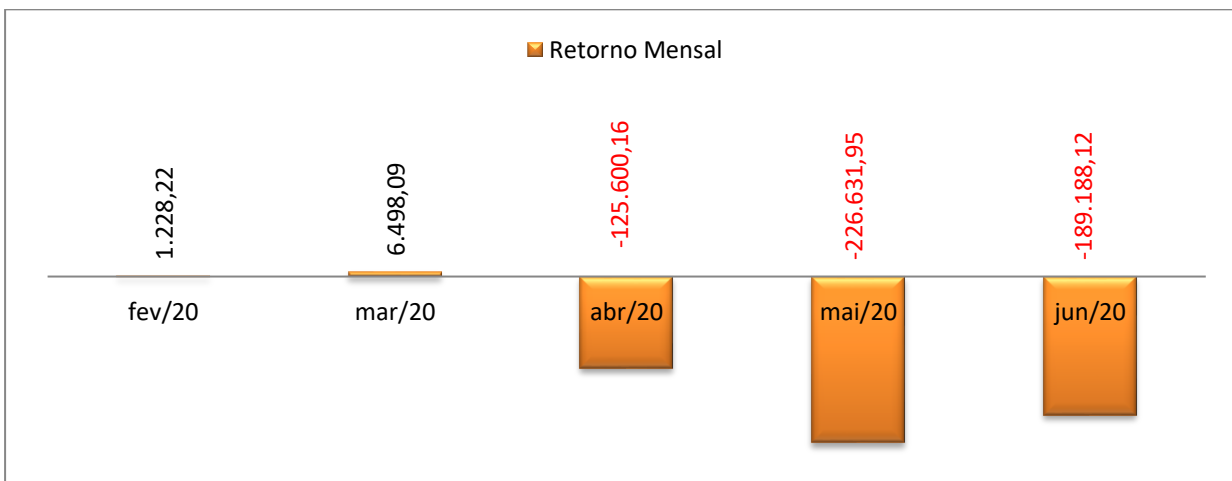 Retorno Mensal
1.228,22
6.498,09
-125.600,16
-226.631,95
-189.188,12
fev/20
mar/20
abr/20
mai/20
jun/20